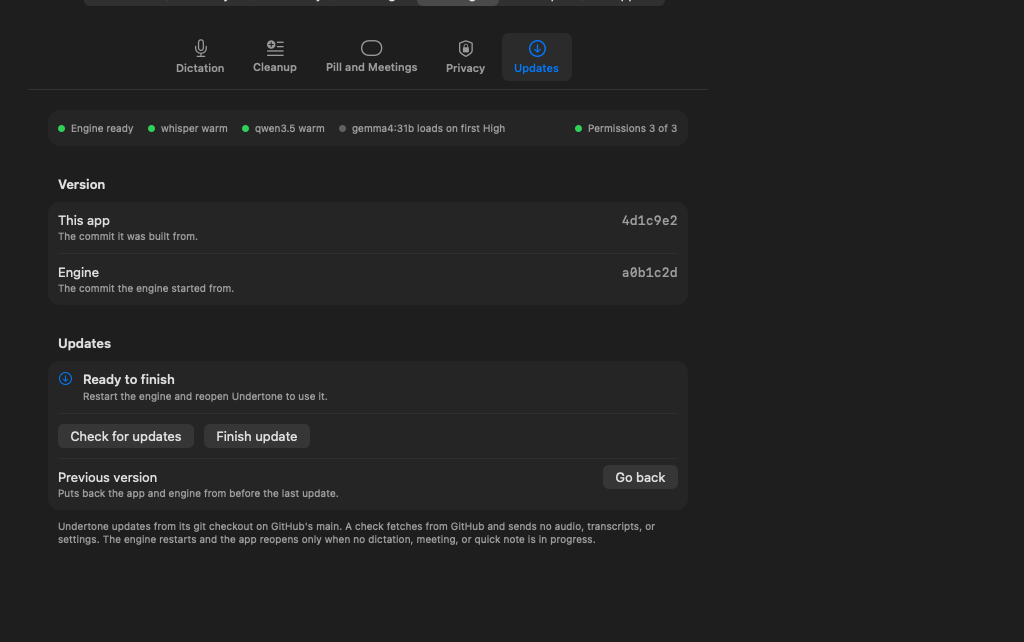 Dictation
Cleanup
Pill and Meetings
Privacy
Updates
Engine ready
whisper warm
qwen3.5 warm
gemma4:31b loads on first High
Permissions 3 of 3
Version
This app
4d1c9e2
The commit it was built from.
Engine
a0b1c2d
The commit the engine started from.
Updates
Ready to finish
Restart the engine and reopen Undertone to use it.
Check for updates
Finish update
Previous version
Go back
Puts back the app and engine from before the last update.
Undertone updates from its git checkout on GitHub's main. A check fetches from GitHub and sends no audio, transcripts, or
settings. The engine restarts and the app reopens only when no dictation, meeting, or quick note is in progress.